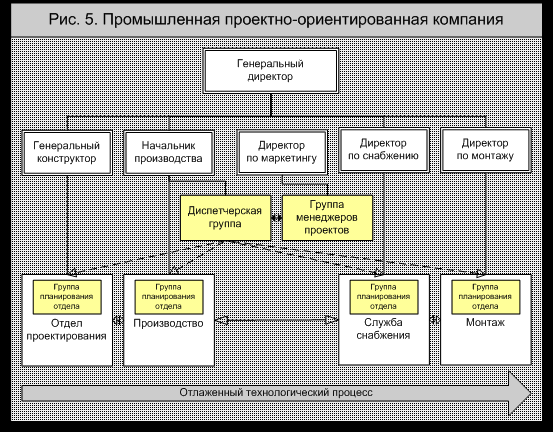 Рис. 5. Промышленная проектно-ориентированная компания
Генеральный
директор
Генеральный
конструктор
Начальник
производства
Директор
по маркетингу
Директор
по снабжению
Директор
по монтажу
Диспетчерская
группа
Группа
менеджеров
проектов
Группа
планирования
отдела
Отдел
проектирования
Группа
планирования
отдела
Производство
Группа
планирования
отдела
Служба
снабжения
Группа
планирования
отдела
Монтаж
Отлаженный технологический процесс